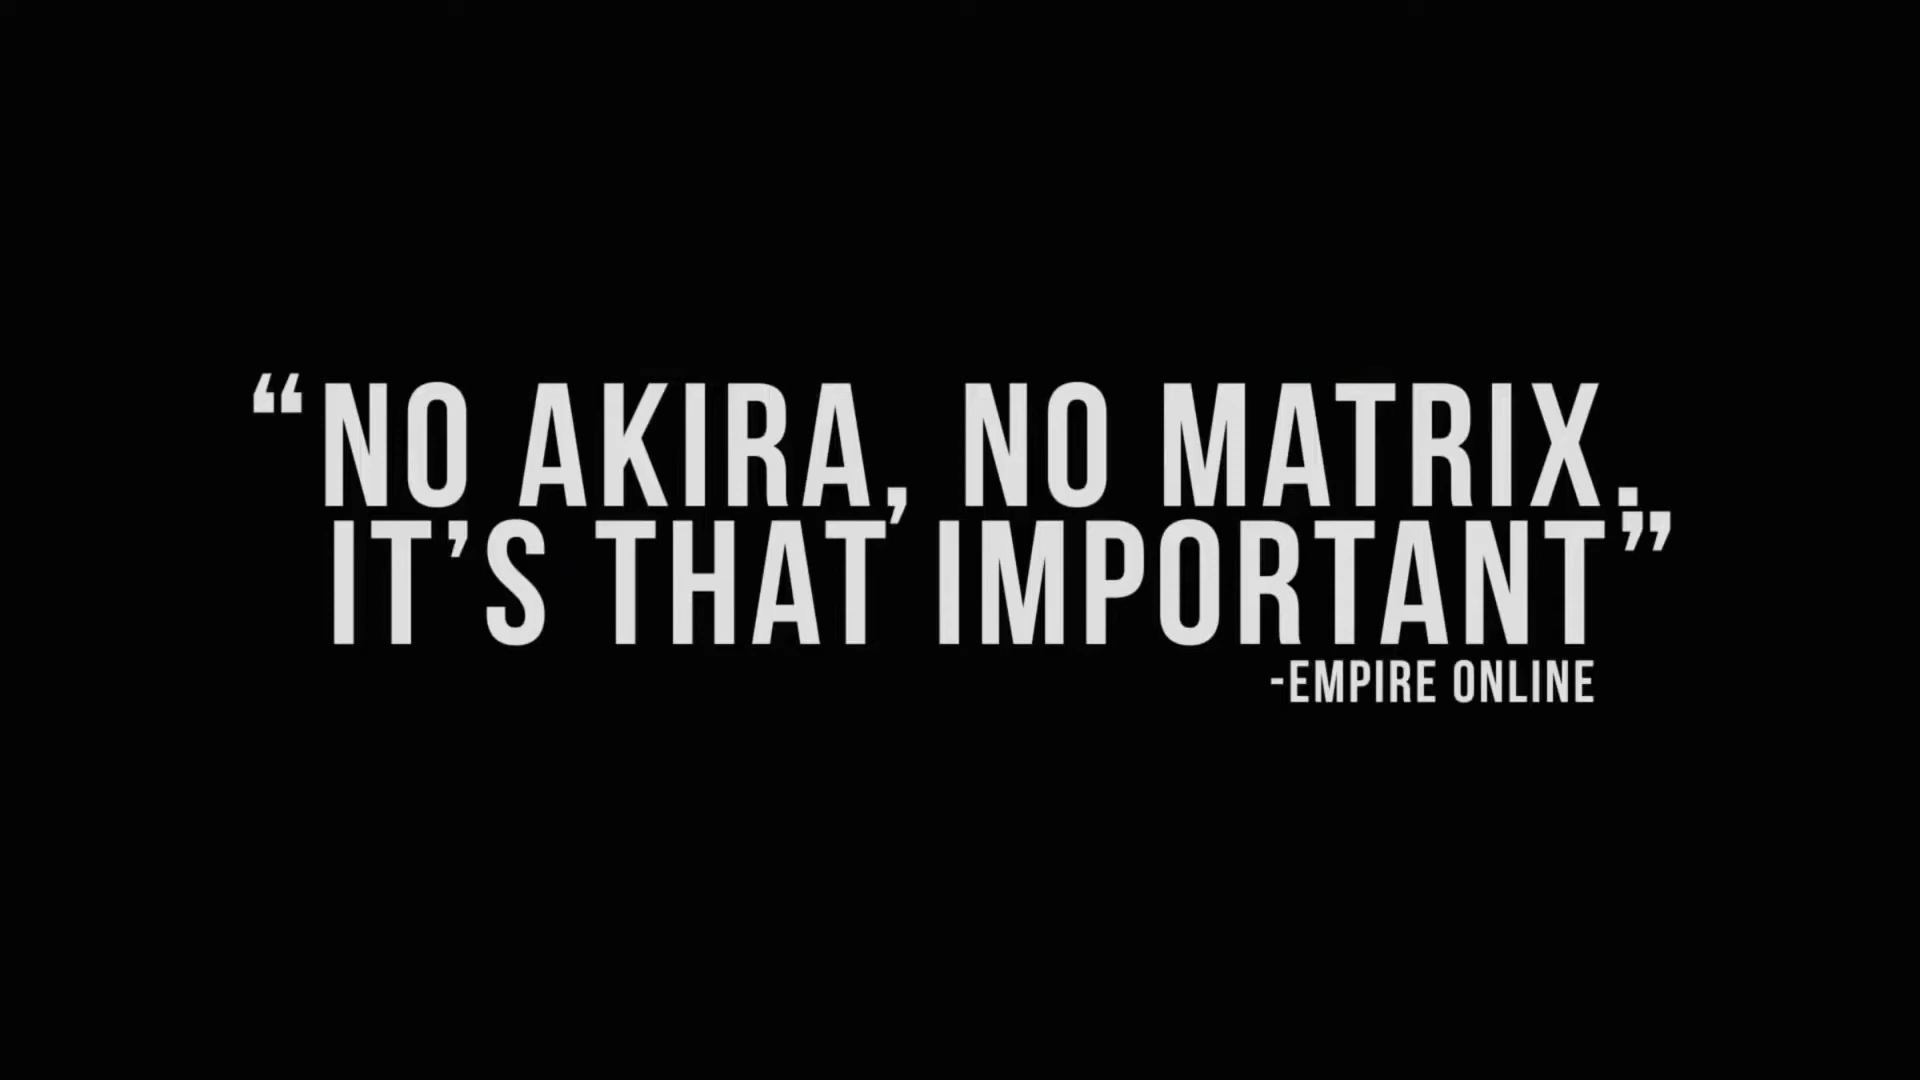 “NO AKIRA, NO MATRIX.
IT’S THAT IMPORTANT”
-EMPIRE ONLINE